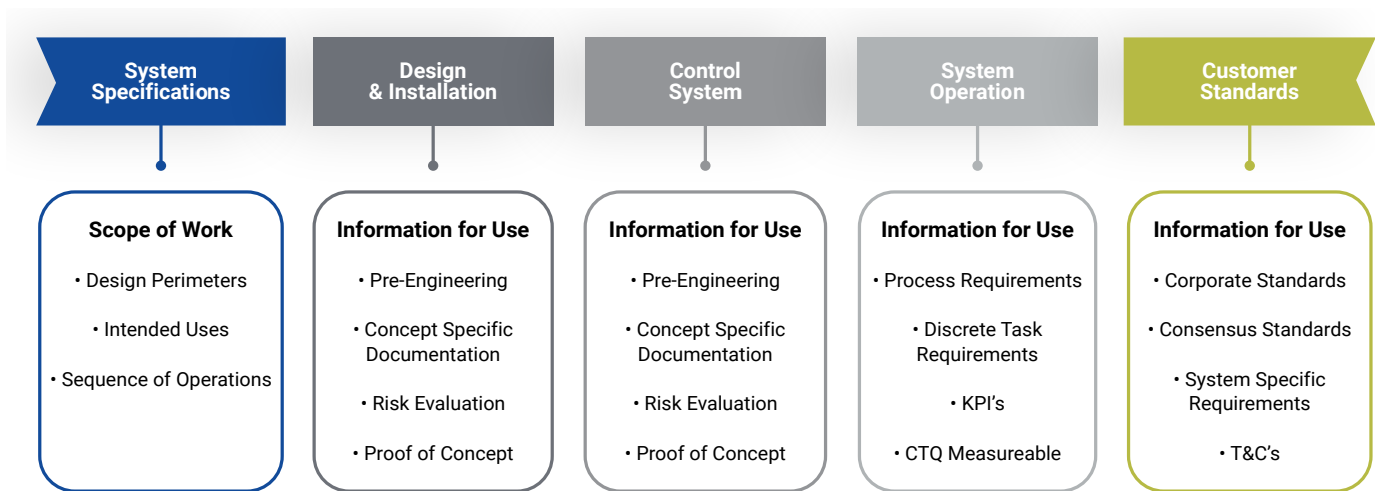 System
Specifications
Scope of Work
• Design Perimeters
• Intended Uses
• Sequence of Operations
Design
& Installation
Information for Use
• Pre-Engineering
• Concept Specific
Documentation
• Risk Evaluation
• Proof of Concept
Control
System
Information for Use
• Pre-Engineering
• Concept Specific
Documentation
• Risk Evaluation
• Proof of Concept
System
Operation
Information for Use
• Process Requirements
• Discrete Task
Requirements
• KPI's
• CTQ Measureable
Customer
Standards
Information for Use
• Corporate Standards
• Consensus Standards
• System Specific
Requirements
• T&C's